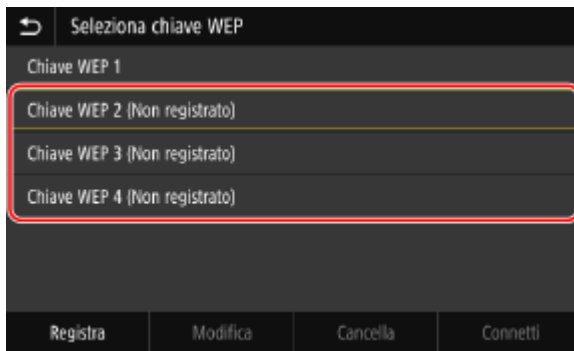 Seleziona chiave WEP
Chiave WEP 1
Chiave WEP 2 (Non registrato)
Chiave WEP 3 (Non registrato)
Chiave WEP 4 (Non registrato)
Registra Modifica Cancella Connetti